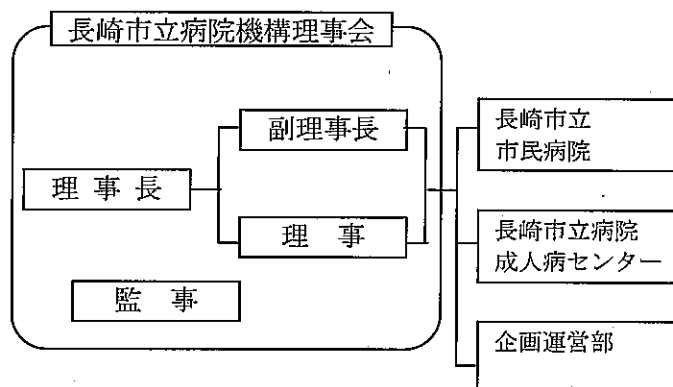 長崎市立病院機構理事会
副理事長
理事長
理事
監事
長崎市立
市民病院
長崎市立病院
成人病センター
企画運営部